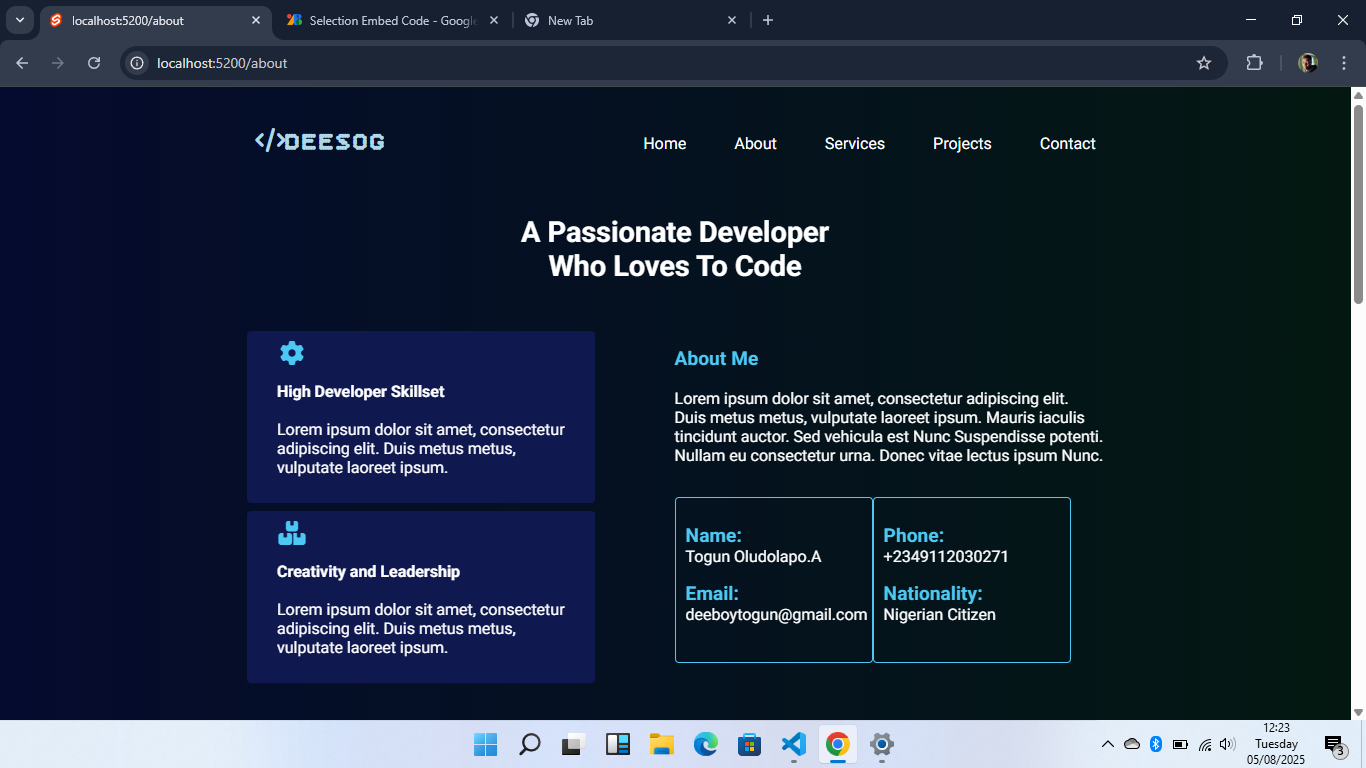 localhost:5200/about
Selection Embed Code - Google
New Tab
localhost:5200/about
</>DEESOG
Home
About
Services
Projects
Contact
A Passionate Developer
Who Loves To Code
High Developer Skillset
Lorem ipsum dolor sit amet, consectetur
adipiscing elit. Duis metus metus,
vulputate laoreet ipsum.
Creativity and Leadership
Lorem ipsum dolor sit amet, consectetur
adipiscing elit. Duis metus metus,
vulputate laoreet ipsum.
About Me
Lorem ipsum dolor sit amet, consectetur adipiscing elit.
Duis metus metus, vulputate laoreet ipsum. Mauris iaculis
tincidunt auctor. Sed vehicula est Nunc Suspendisse potenti.
Nullam eu consectetur urna. Donec vitae lectus ipsum Nunc.
Name:
Togun Oludolapo.A
Email:
deeboytogun@gmail.com
Phone:
+2349112030271
Nationality:
Nigerian Citizen
12:23
Tuesday
05/08/2025
3